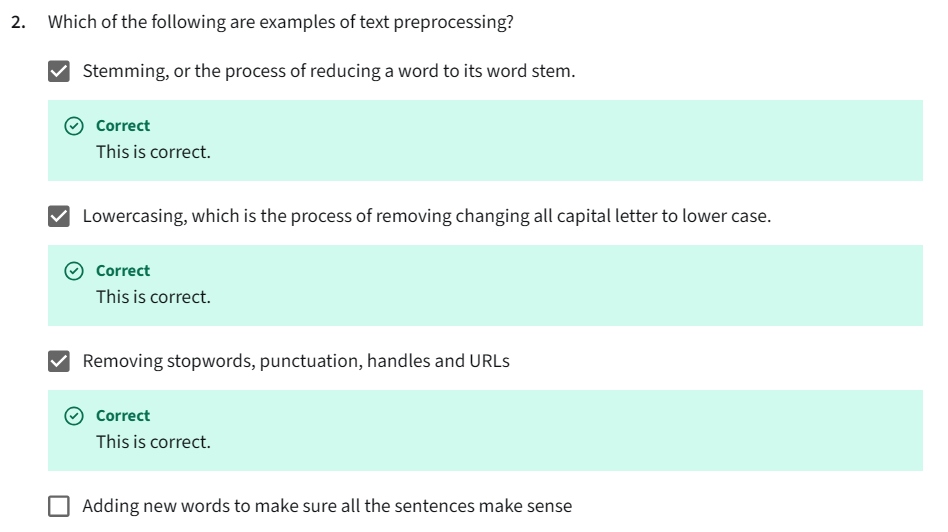 2. Which of the following are examples of text preprocessing?
Stemming, or the process of reducing a word to its word stem.
Correct
This is correct.
Lowercasing, which is the process of removing changing all capital letter to lower case.
Correct
This is correct.
Removing stopwords, punctuation, handles and URLs
Correct
This is correct.
Adding new words to make sure all the sentences make sense